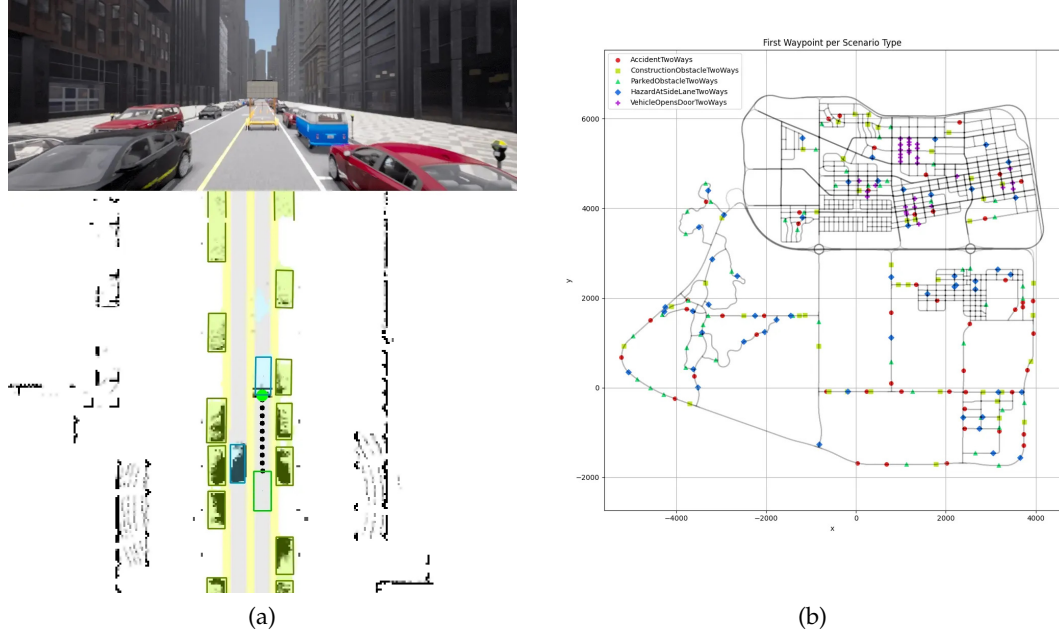 First Waypoint per Scenario Type
AccidentTwoWays
ConstructionObstacleTwoWays
ParkedObstacleTwoWays
HazardAtSideLaneTwoWays
VehicleOpensDoorTwoWays
6000
4000
2000
0
−2000
y
−4000
−2000
0
2000
4000
x
(a)
(b)